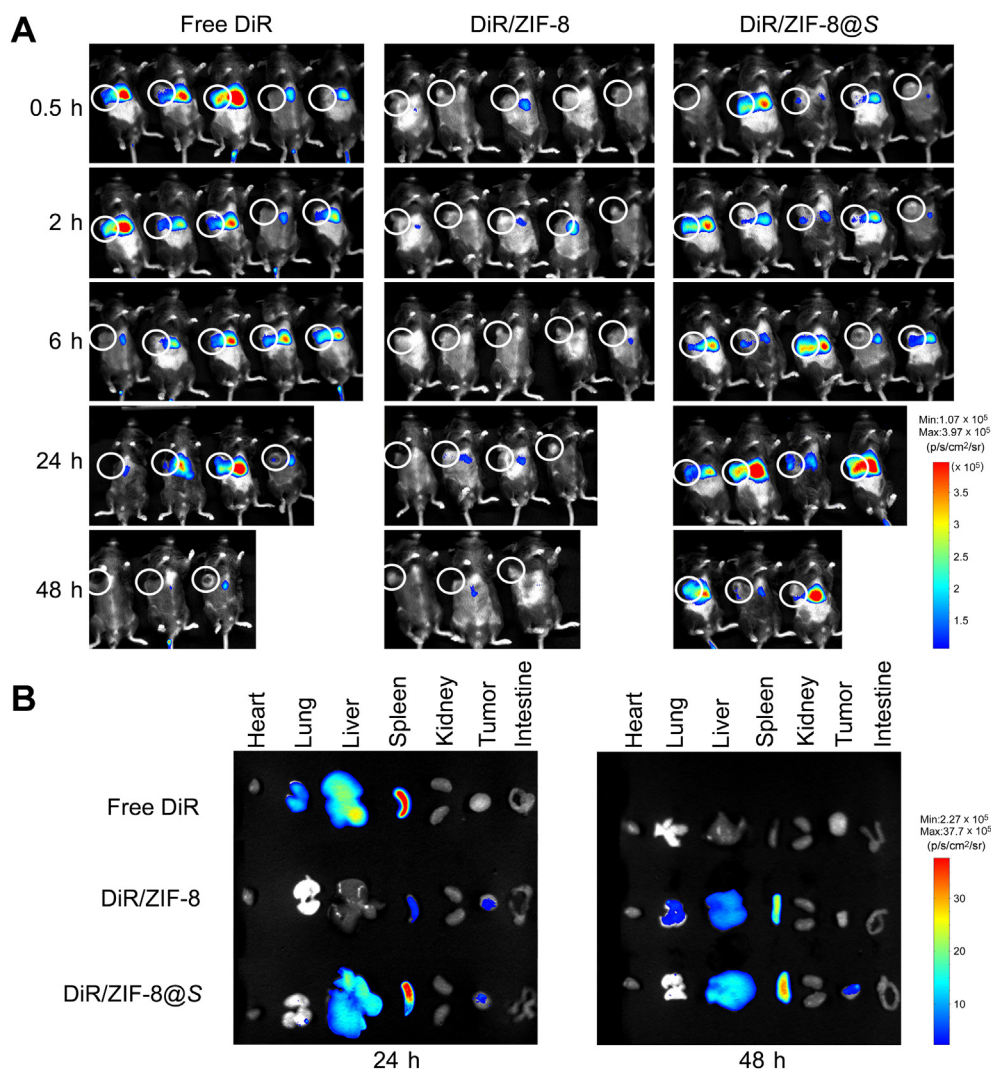 A
Free DiR
DiR/ZIF-8
DiR/ZIF-8@S
0.5 h
2 h
6 h
24 h
48 h
Min:1.07 x 10⁵
Max:3.97 x 10⁵
(p/s/cm²/sr)
(x 10⁵)
3.5
3
2.5
2
1.5
B
Heart
Lung
Liver
Spleen
Kidney
Tumor
Intestine
Heart
Lung
Liver
Spleen
Kidney
Tumor
Intestine
Free DiR
DiR/ZIF-8
DiR/ZIF-8@S
Min:2.27 x 10⁵
Max:37.7 x 10⁵
(p/s/cm²/sr)
30
20
10
24 h
48 h